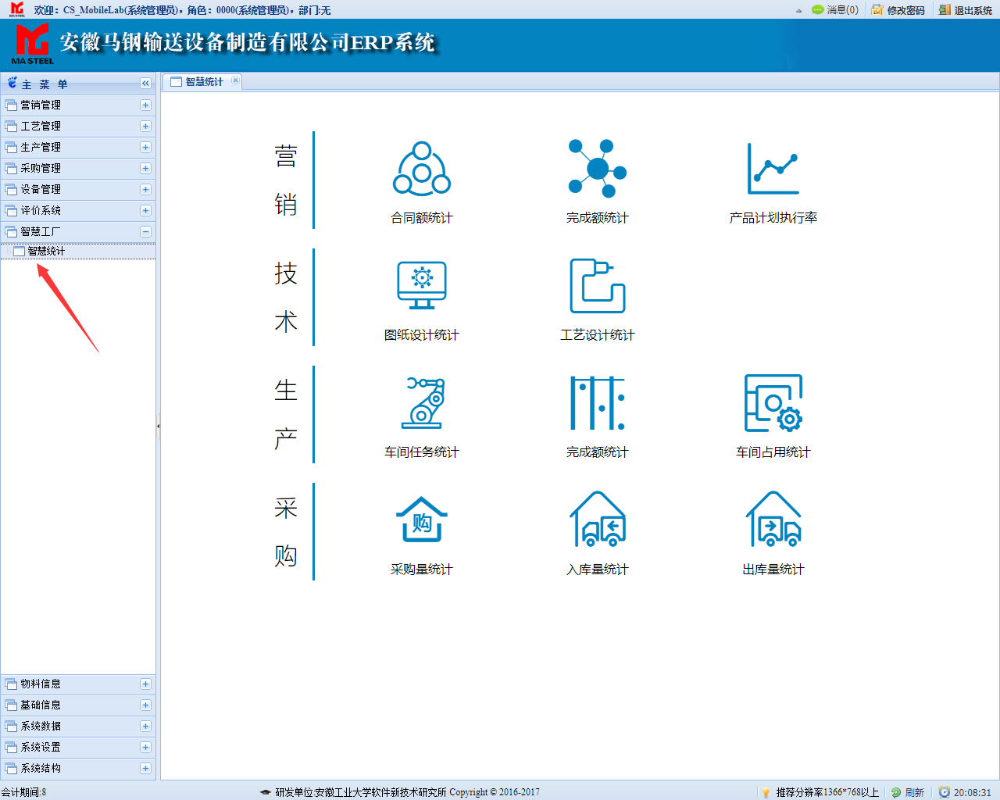 欢迎：CS_MobileLab(系统管理员)，角色：0000(系统管理员)，部门:无
消息(0)
修改密码
退出系统
MA STEEL
安徽马钢输送设备制造有限公司ERP系统
主 菜 单
智慧统计
营销管理
工艺管理
生产管理
采购管理
设备管理
评价系统
智慧工厂
智慧统计
营销
合同额统计
完成额统计
产品计划执行率
技术
图纸设计统计
工艺设计统计
生产
车间任务统计
完成额统计
车间占用统计
采购
购
采购量统计
入库量统计
出库量统计
物料信息
基础信息
系统数据
系统设置
系统结构
会计期间:8
研发单位:安徽工业大学软件新技术研究所 Copyright © 2016-2017
推荐分辨率1366*768以上
刷新
20:08:31